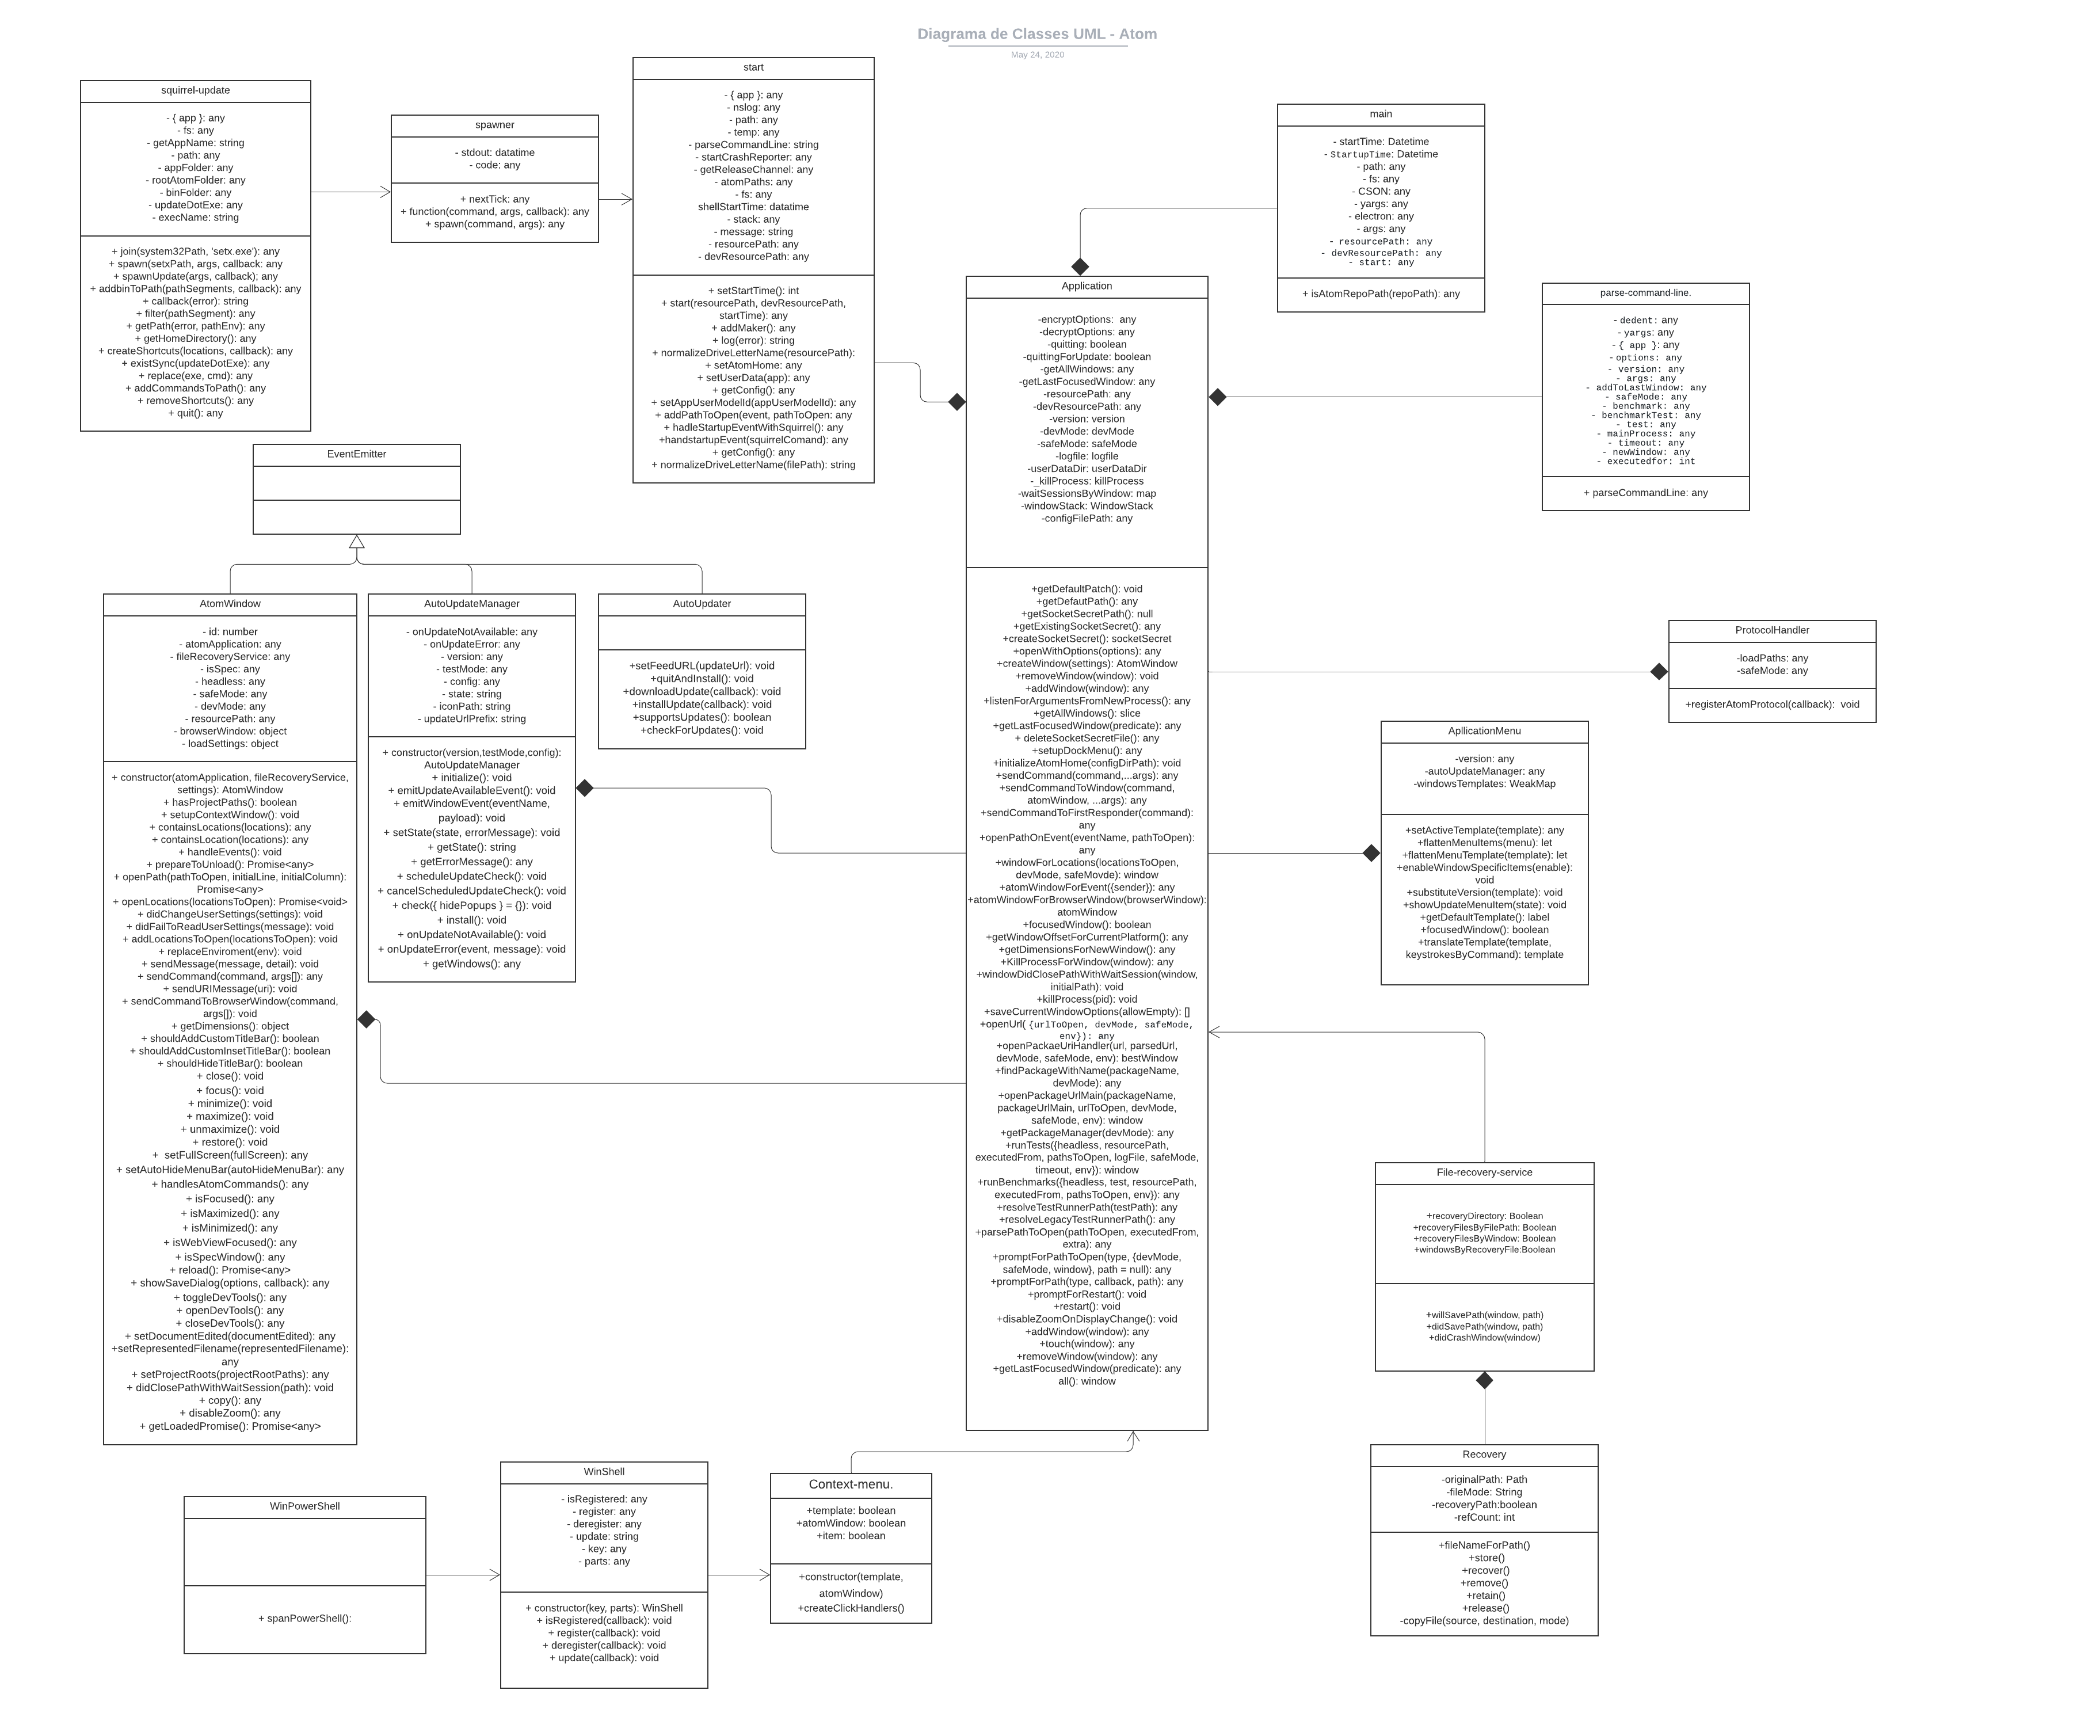 Diagrama de Classes UML - Atom
May 24, 2020
squirrel-update
- { app }: any
- fs: any
- getAppName: string
- path: any
- appFolder: any
- rootAtomFolder: any
- binFolder: any
- updateDotExe: any
- execName: string
+ join(system32Path, 'setx.exe'): any
+ spawn(setxPath, args, callback: any
+ spawnUpdate(args, callback); any
+ addbinToPath(pathSegments, callback): any
+ callback(error): string
+ filter(pathSegment): any
+ getPath(error, pathEnv): any
+ getHomeDirectory(): any
+ createShortcuts(locations, callback): any
+ existSync(updateDotExe): any
+ replace(exe, cmd): any
+ addCommandsToPath(): any
+ removeShortcuts(): any
+ quit(): any
spawner
- stdout: datatime
- code: any
+ nextTick: any
+ function(command, args, callback): any
+ spawn(command, args): any
start
- { app }: any
- nslog: any
- path: any
- temp: any
- parseCommandLine: string
- startCrashReporter: any
- getReleaseChannel: any
- atomPaths: any
- fs: any
shellStartTime: datatime
- stack: any
- message: string
- resourcePath: any
- devResourcePath: any
+ setStartTime(): int
+ start(resourcePath, devResourcePath,
startTime): any
+ addMaker(): any
+ log(error): string
+ normalizeDriveLetterName(resourcePath):
+ setAtomHome: any
+ setUserData(app): any
+ getConfig(): any
+ setAppUserModelId(appUserModelId): any
+ addPathToOpen(event, pathToOpen: any
+ hadleStartupEventWithSquirrel(): any
+handstartupEvent(squirrelComand): any
+ getConfig(): any
+ normalizeDriveLetterName(filePath): string
main
- startTime: Datetime
- StartupTime: Datetime
- path: any
- fs: any
- CSON: any
- yargs: any
- electron: any
- args: any
- resourcePath: any
- devResourcePath: any
- start: any
+ isAtomRepoPath(repoPath): any
parse-command-line.
- dedent: any
- yargs: any
- { app }: any
- options: any
- version: any
- args: any
- addToLastWindow: any
- safeMode: any
- benchmark: any
- benchmarkTest: any
- test: any
- mainProcess: any
- timeout: any
- newWindow: any
- executedfor: int
+ parseCommandLine: any
Application
-encryptOptions:  any
-decryptOptions: any
-quitting: boolean
-quittingForUpdate: boolean
-getAllWindows: any
-getLastFocusedWindow: any
-resourcePath: any
-devResourcePath: any
-version: version
-devMode: devMode
-safeMode: safeMode
-logfile: logfile
-userDataDir: userDataDir
-_killProcess: killProcess
-waitSessionsByWindow: map
-windowStack: WindowStack
-configFilePath: any
+getDefaultPatch(): void
+getDefautPath(): any
+getSocketSecretPath(): null
+getExistingSocketSecret(): any
+createSocketSecret(): socketSecret
+openWithOptions(options): any
+createWindow(settings): AtomWindow
+removeWindow(window): void
+addWindow(window): any
+listenForArgumentsFromNewProcess(): any
+getAllWindows(): slice
+getLastFocusedWindow(predicate): any
+ deleteSocketSecretFile(): any
+setupDockMenu(): any
+initializeAtomHome(configDirPath): void
+sendCommand(command,...args): any
+sendCommandToWindow(command,
atomWindow, ...args): any
+sendCommandToFirstResponder(command):
any
+openPathOnEvent(eventName, pathToOpen):
any
+windowForLocations(locationsToOpen,
devMode, safeMovde): window
+atomWindowForEvent({sender}): any
+atomWindowForBrowserWindow(browserWindow):
atomWindow
+focusedWindow(): boolean
+getWindowOffsetForCurrentPlatform(): any
+getDimensionsForNewWindow(): any
+KillProcessForWindow(window): any
+windowDidClosePathWithWaitSession(window,
initialPath): void
+killProcess(pid): void
+saveCurrentWindowOptions(allowEmpty): []
+openUrl( {urlToOpen, devMode, safeMode,
env}): any
+openPackaeUriHandler(url, parsedUrl,
devMode, safeMode, env): bestWindow
+findPackageWithName(packageName,
devMode): any
+openPackageUrlMain(packageName,
packageUrlMain, urlToOpen, devMode,
safeMode, env): window
+getPackageManager(devMode): any
+runTests({headless, resourcePath,
executedFrom, pathsToOpen, logFile, safeMode,
timeout, env}): window
+runBenchmarks({headless, test, resourcePath,
executedFrom, pathsToOpen, env}): any
+resolveTestRunnerPath(testPath): any
+resolveLegacyTestRunnerPath(): any
+parsePathToOpen(pathToOpen, executedFrom,
extra): any
+promptForPathToOpen(type, {devMode,
safeMode, window}, path = null): any
+promptForPath(type, callback, path): any
+promptForRestart(): void
+restart(): void
+disableZoomOnDisplayChange(): void
+addWindow(window): any
+touch(window): any
+removeWindow(window): any
+getLastFocusedWindow(predicate): any
all(): window
EventEmitter
AtomWindow
- id: number
- atomApplication: any
- fileRecoveryService: any
- isSpec: any
- headless: any
- safeMode: any
- devMode: any
- resourcePath: any
- browserWindow: object
- loadSettings: object
+ constructor(atomApplication, fileRecoveryService,
settings): AtomWindow
+ hasProjectPaths(): boolean
+ setupContextWindow(): void
+ containsLocations(locations): any
+ containsLocation(locations): any
+ handleEvents(): void
+ prepareToUnload(): Promise<any>
+ openPath(pathToOpen, initialLine, initialColumn):
Promise<any>
+ openLocations(locationsToOpen): Promise<void>
+ didChangeUserSettings(settings): void
+ didFailToReadUserSettings(message): void
+ addLocationsToOpen(locationsToOpen): void
+ replaceEnviroment(env): void
+ sendMessage(message, detail): void
+ sendCommand(command, args[]): any
+ sendURIMessage(uri): void
+ sendCommandToBrowserWindow(command,
args[]): void
+ getDimensions(): object
+ shouldAddCustomTitleBar(): boolean
+ shouldAddCustomInsetTitleBar(): boolean
+ shouldHideTitleBar(): boolean
+ close(): void
+ focus(): void
+ minimize(): void
+ maximize(): void
+ unmaximize(): void
+ restore(): void
+  setFullScreen(fullScreen): any
+ setAutoHideMenuBar(autoHideMenuBar): any
+ handlesAtomCommands(): any
+ isFocused(): any
+ isMaximized(): any
+ isMinimized(): any
+ isWebViewFocused(): any
+ isSpecWindow(): any
+ reload(): Promise<any>
+ showSaveDialog(options, callback): any
+ toggleDevTools(): any
+ openDevTools(): any
+ closeDevTools(): any
+ setDocumentEdited(documentEdited): any
+setRepresentedFilename(representedFilename):
any
+ setProjectRoots(projectRootPaths): any
+ didClosePathWithWaitSession(path): void
+ copy(): any
+ disableZoom(): any
+ getLoadedPromise(): Promise<any>
AutoUpdateManager
- onUpdateNotAvailable: any
- onUpdateError: any
- version: any
- testMode: any
- config: any
- state: string
- iconPath: string
- updateUrlPrefix: string
+ constructor(version,testMode,config):
AutoUpdateManager
+ initialize(): void
+ emitUpdateAvailableEvent(): void
+ emitWindowEvent(eventName,
payload): void
+ setState(state, errorMessage): void
+ getState(): string
+ getErrorMessage(): any
+ scheduleUpdateCheck(): void
+ cancelScheduledUpdateCheck(): void
+ check({ hidePopups } = {}): void
+ install(): void
+ onUpdateNotAvailable(): void
+ onUpdateError(event, message): void
+ getWindows(): any
AutoUpdater
+setFeedURL(updateUrl): void
+quitAndInstall(): void
+downloadUpdate(callback): void
+installUpdate(callback): void
+supportsUpdates(): boolean
+checkForUpdates(): void
ProtocolHandler
-loadPaths: any
-safeMode: any
+registerAtomProtocol(callback):  void
ApllicationMenu
-version: any
-autoUpdateManager: any
-windowsTemplates: WeakMap
+setActiveTemplate(template): any
+flattenMenuItems(menu): let
+flattenMenuTemplate(template): let
+enableWindowSpecificItems(enable):
void
+substituteVersion(template): void
+showUpdateMenuItem(state): void
+getDefaultTemplate(): label
+focusedWindow(): boolean
+translateTemplate(template,
keystrokesByCommand): template
File-recovery-service
+recoveryDirectory: Boolean
+recoveryFilesByFilePath: Boolean
+recoveryFilesByWindow: Boolean
+windowsByRecoveryFile:Boolean
+willSavePath(window, path)
+didSavePath(window, path)
+didCrashWindow(window)
Recovery
-originalPath: Path
-fileMode: String
-recoveryPath:boolean
-refCount: int
+fileNameForPath()
+store()
+recover()
+remove()
+retain()
+release()
-copyFile(source, destination, mode)
WinPowerShell
+ spanPowerShell():
WinShell
- isRegistered: any
- register: any
- deregister: any
- update: string
- key: any
- parts: any
+ constructor(key, parts): WinShell
+ isRegistered(callback): void
+ register(callback): void
+ deregister(callback): void
+ update(callback): void
Context-menu.
+template: boolean
+atomWindow: boolean
+item: boolean
+constructor(template,
atomWindow)
+createClickHandlers()